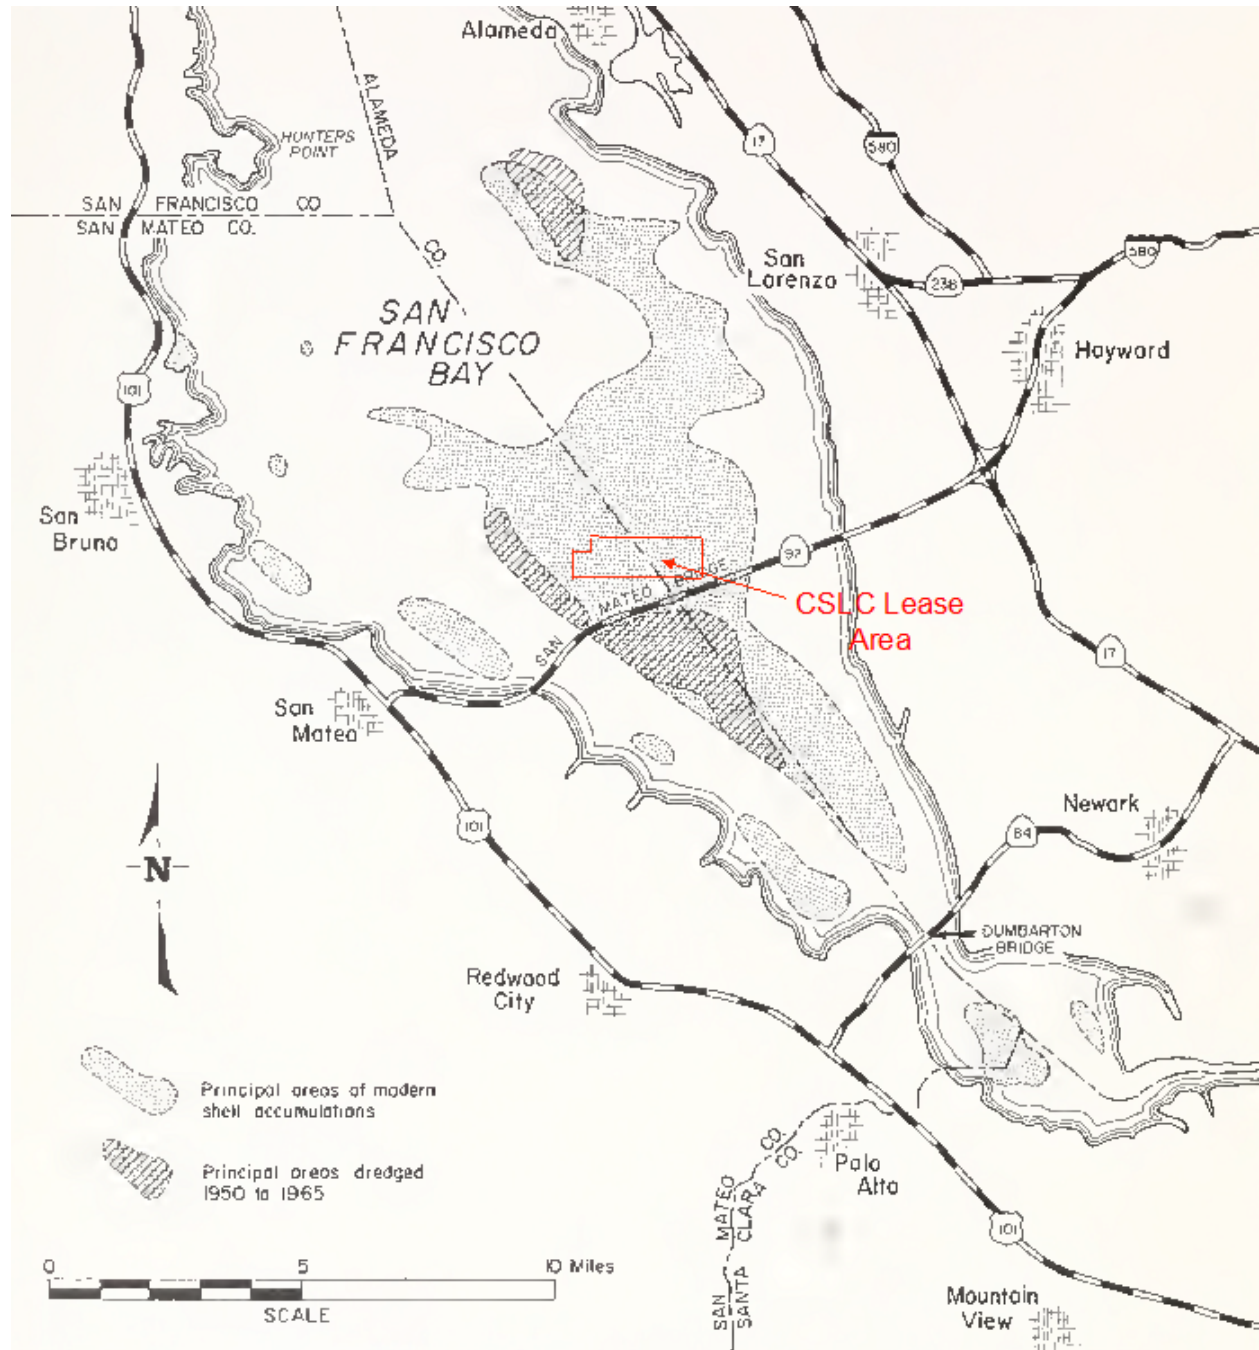 Alameda
ALAMEDA
CO.
HUNTERS
POINT
17
580
SAN FRANCISCO CO
SAN MATEO CO.
San
Lorenzo
238
580
SAN
FRANCISCO
BAY
Hayward
101
San
Bruno
92
SAN MATEO BRIDGE
CSLC Lease
Area
17
San
Mateo
101
Newark
84
N
DUMBARTON
BRIDGE
Redwood
City
Principal areas of modern
shell accumulations
Principal areas dredged
1950 to 1965
Palo
Alto
SAN MATEO CO.
SANTA CLARA CO.
101
0 5 10 Miles
SCALE
Mountain
View